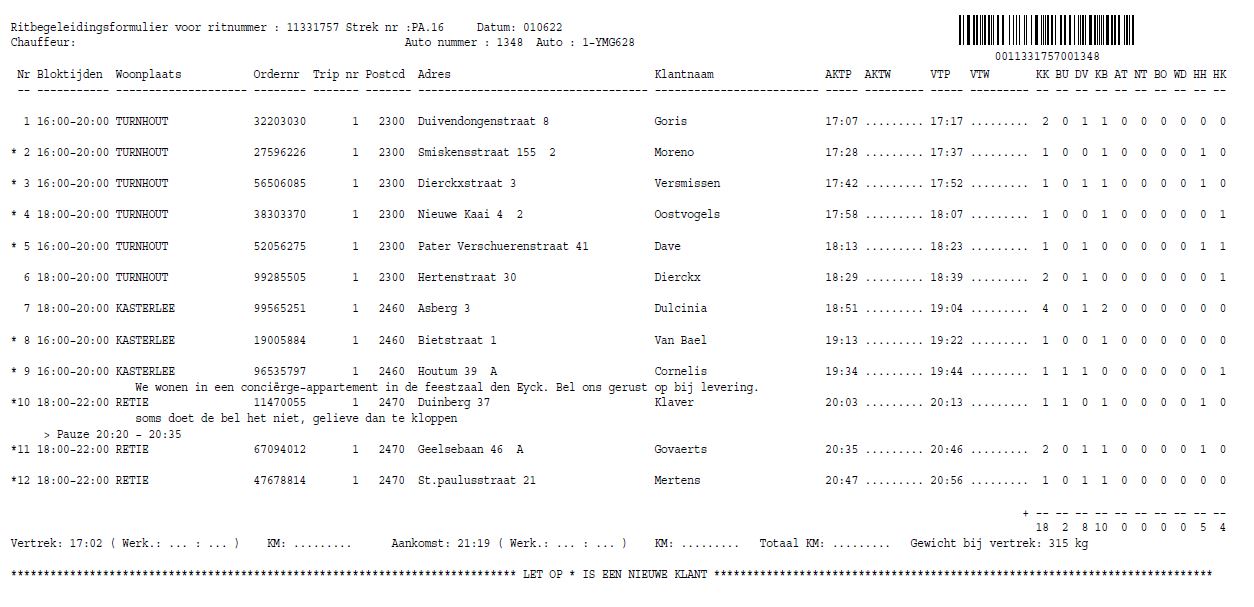 Ritbegeleidingsformulier voor ritnummer : 11331757 Strek nr :PA.16     Datum: 010622
Chauffeur:                                                  Auto nummer : 1348  Auto : 1-YMG628
0011331757001348
Nr Bloktijden  Woonplaats           Ordernr  Trip nr Postcd  Adres                               Klantnaam                 AKTP  AKTW      VTP   VTW       KK BU DV KB AT NT BO WD HH HK
-- ----------- -------------------- -------- ------- ------ ----------------------------------- ------------------------- ----- --------- ----- --------- -- -- -- -- -- -- -- -- -- --
1 16:00-20:00 TURNHOUT             32203030       1   2300  Duivendongenstraat 8                Goris                     17:07 ......... 17:17 .........  2  0  1  1  0  0  0  0  0  0
* 2 16:00-20:00 TURNHOUT             27596226       1   2300  Smiskensstraat 155  2               Moreno                    17:28 ......... 17:37 .........  1  0  0  1  0  0  0  0  1  0
* 3 16:00-20:00 TURNHOUT             56506085       1   2300  Dierckxstraat 3                     Versmissen                17:42 ......... 17:52 .........  1  0  1  1  0  0  0  0  1  0
* 4 18:00-20:00 TURNHOUT             38303370       1   2300  Nieuwe Kaai 4  2                    Oostvogels                17:58 ......... 18:07 .........  1  0  0  1  0  0  0  0  0  1
* 5 16:00-20:00 TURNHOUT             52056275       1   2300  Pater Verschuerenstraat 41          Dave                      18:13 ......... 18:23 .........  1  0  1  0  0  0  0  0  1  1
6 18:00-20:00 TURNHOUT             99285505       1   2300  Hertenstraat 30                     Dierckx                   18:29 ......... 18:39 .........  2  0  1  0  0  0  0  0  0  1
7 18:00-20:00 KASTERLEE            99565251       1   2460  Asberg 3                            Dulcinia                  18:51 ......... 19:04 .........  4  0  1  2  0  0  0  0  0  0
* 8 16:00-20:00 KASTERLEE            19005884       1   2460  Bietstraat 1                        Van Bael                  19:13 ......... 19:22 .........  1  0  0  1  0  0  0  0  0  0
* 9 16:00-20:00 KASTERLEE            96535797       1   2460  Houtum 39  A                        Cornelis                  19:34 ......... 19:44 .........  1  1  1  0  0  0  0  0  0  1
We wonen in een conciërge-appartement in de feestzaal den Eyck. Bel ons gerust op bij levering.
*10 18:00-22:00 RETIE                11470055       1   2470  Duinberg 37                         Klaver                    20:03 ......... 20:13 .........  1  1  0  1  0  0  0  0  1  0
soms doet de bel het niet, gelieve dan te kloppen
> Pauze 20:20 - 20:35
*11 18:00-22:00 RETIE                67094012       1   2470  Geelsebaan 46  A                    Govaerts                  20:35 ......... 20:46 .........  2  0  1  1  0  0  0  0  1  0
*12 18:00-22:00 RETIE                47678814       1   2470  St.paulusstraat 21                  Mertens                   20:47 ......... 20:56 .........  1  0  1  1  0  0  0  0  0  0
+ -- -- -- -- -- -- -- -- -- --
18  2  8 10  0  0  0  0  5  4
Vertrek: 17:02 ( Werk.: ... : ... )    KM: .........      Aankomst: 21:19 ( Werk.: ... : ... )    KM: .........   Totaal KM: .........   Gewicht bij vertrek: 315 kg
***************************************************************************** LET OP * IS EEN NIEUWE KLANT ****************************************************************************